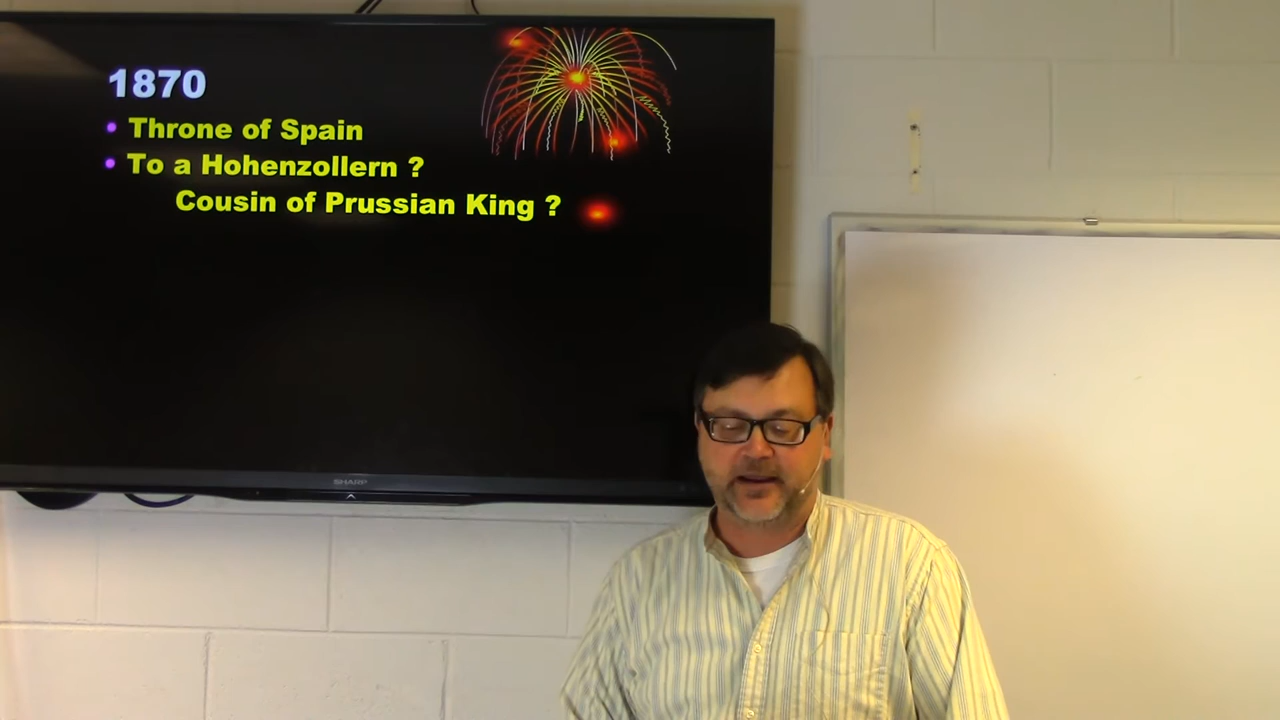 1870
• Throne of Spain
• To a Hohenzollern ?
Cousin of Prussian King ?
SHARP